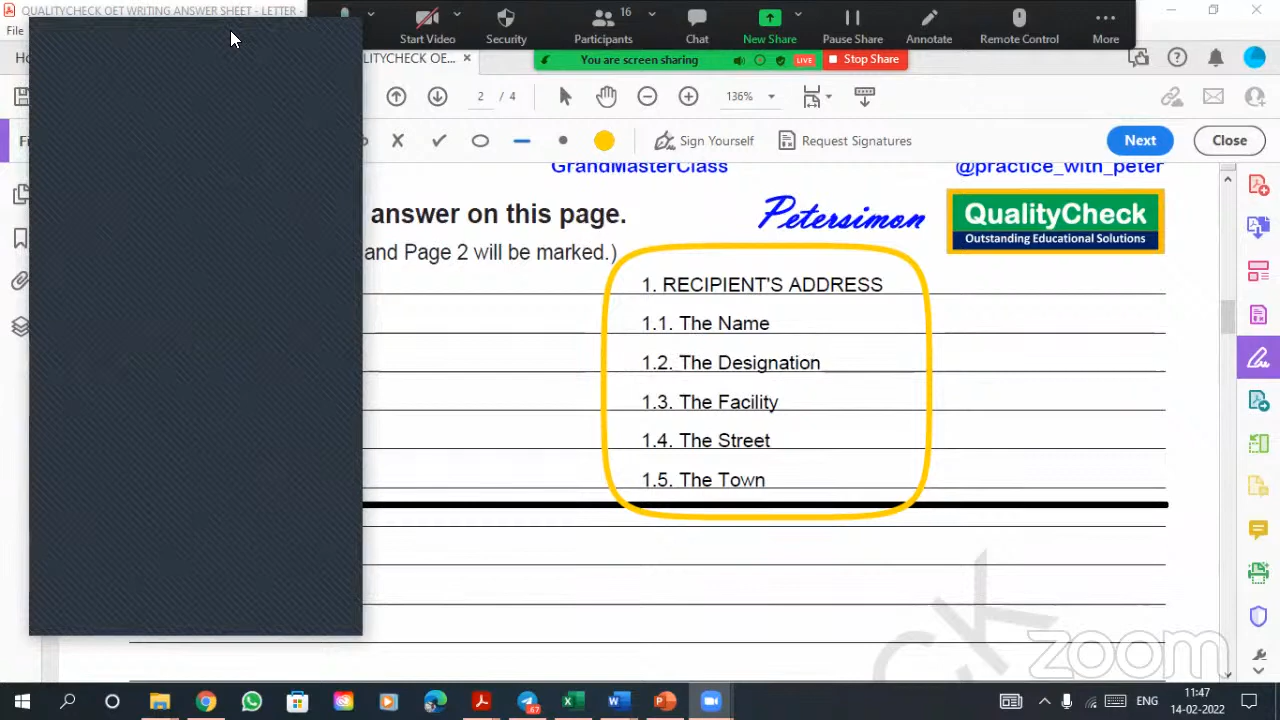 QUALITYCHECK OET WRITING ANSWER SHEET - LETTER -
16
Start Video
Security
Participants
Chat
New Share
Pause Share
Annotate
Remote Control
More
File
You are screen sharing
LIVE
Stop Share
2 / 4
136%
Sign Yourself
Request Signatures
Next
Close
GrandMasterClass
@practice_with_peter
answer on this page.
Petersimon
QualityCheck
Outstanding Educational Solutions
and Page 2 will be marked.)
1. RECIPIENT'S ADDRESS
1.1. The Name
1.2. The Designation
1.3. The Facility
1.4. The Street
1.5. The Town
zoom
67
ENG
11:47
14-02-2022